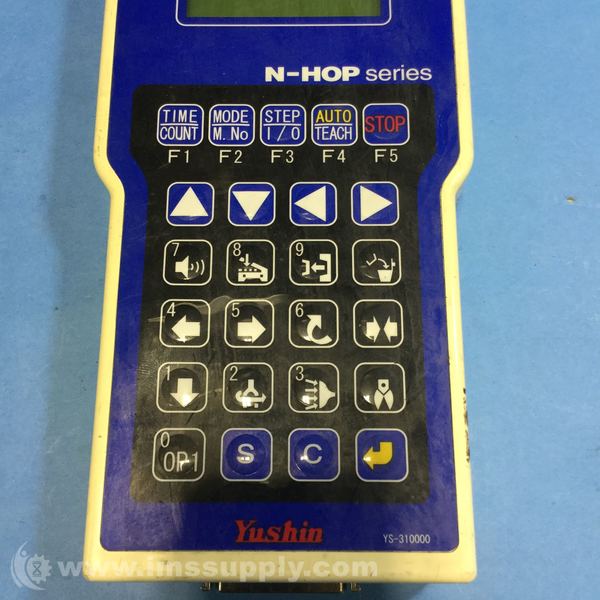 N-HOP series
TIME MODE STEP AUTO STOP
COUNT M.No I/O TEACH
F1 F2 F3 F4 F5
7 8 9
4 5 6
1 2 3
0
OP1 S C
Yushin YS-310000
www.imssupply.com